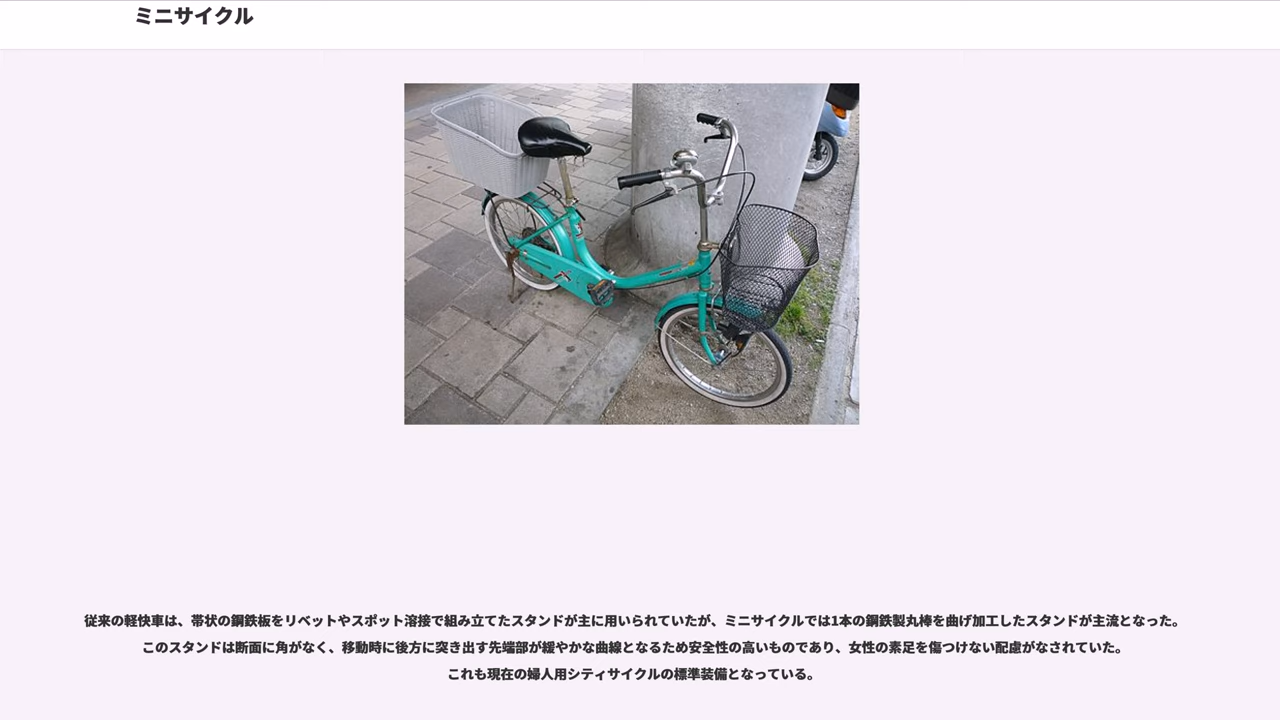 ミニサイクル
従来の軽快車は、帯状の鋼鉄板をリベットやスポット溶接で組み立てたスタンドが主に用いられていたが、ミニサイクルでは1本の鋼鉄製丸棒を曲げ加工したスタンドが主流となった。
このスタンドは断面に角がなく、移動時に後方に突き出す先端部が緩やかな曲線となるため安全性の高いものであり、女性の素足を傷つけない配慮がなされていた。
これも現在の婦人用シティサイクルの標準装備となっている。